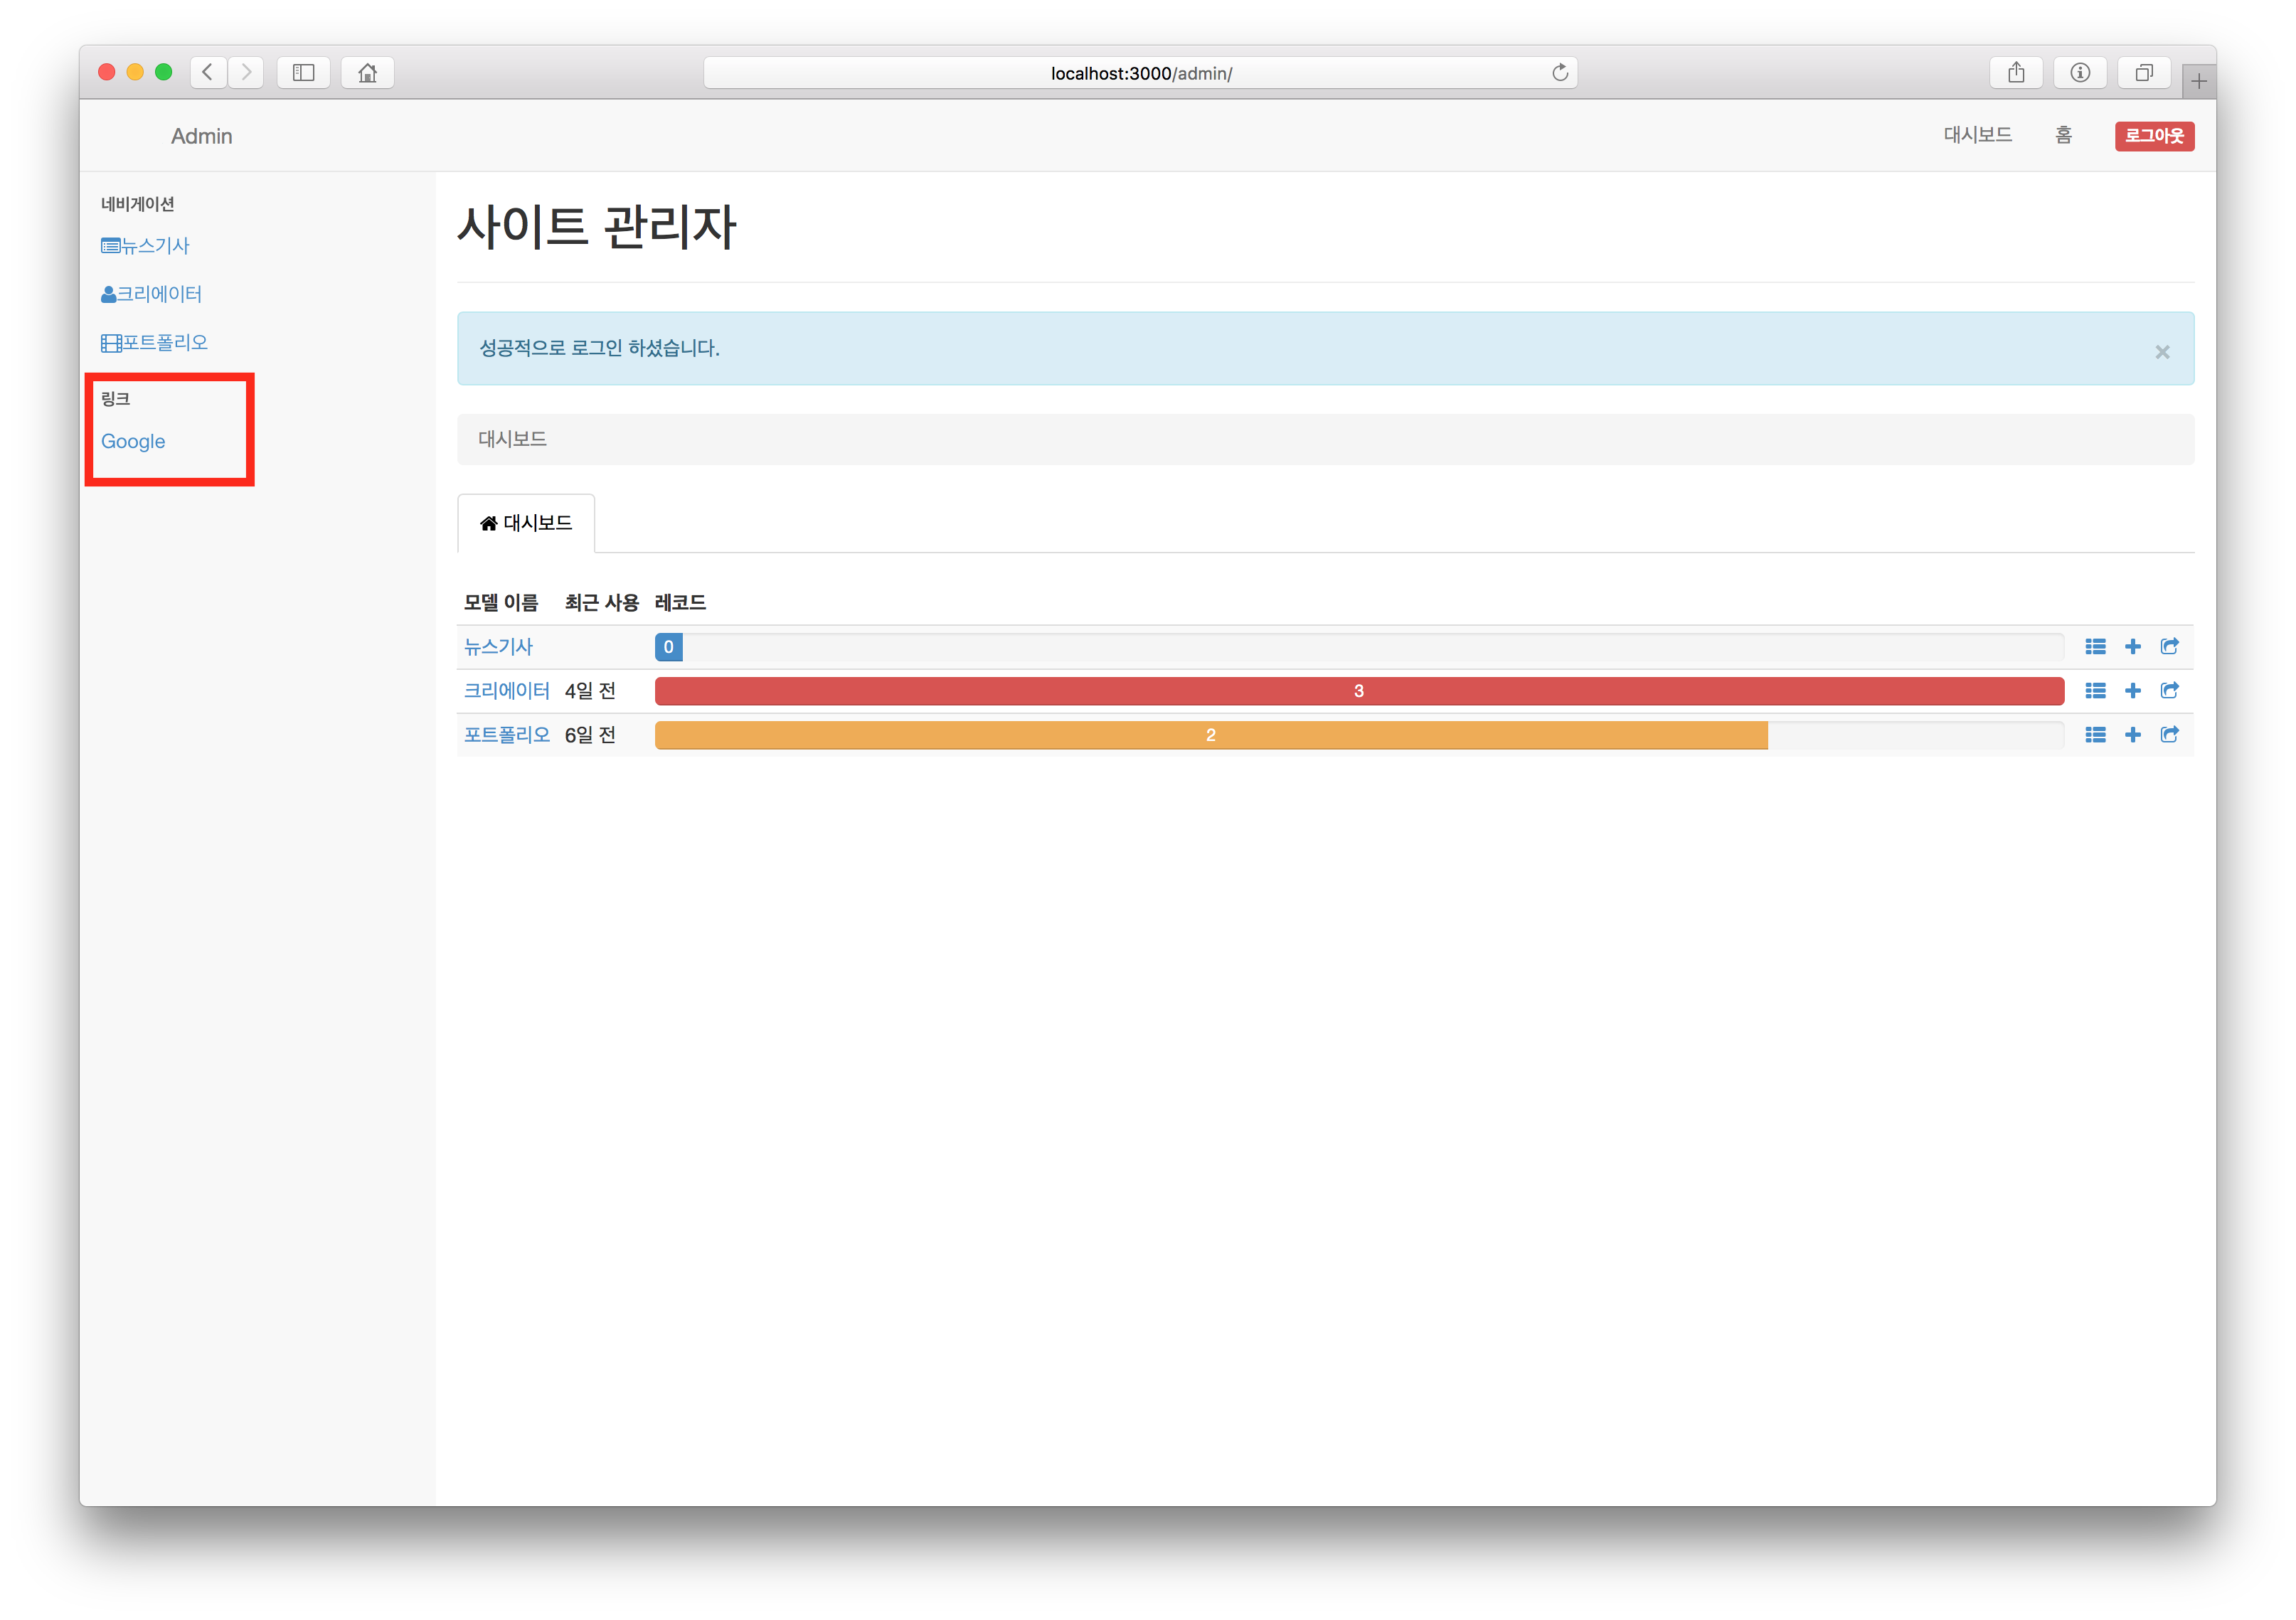 localhost:3000/admin/
Admin
대시보드
홈
로그아웃
네비게이션
뉴스기사
크리에이터
포트폴리오
링크
Google
사이트 관리자
성공적으로 로그인 하셨습니다.
×
대시보드
대시보드
모델 이름 최근 사용 레코드
뉴스기사 0
크리에이터 4일 전 3
포트폴리오 6일 전 2